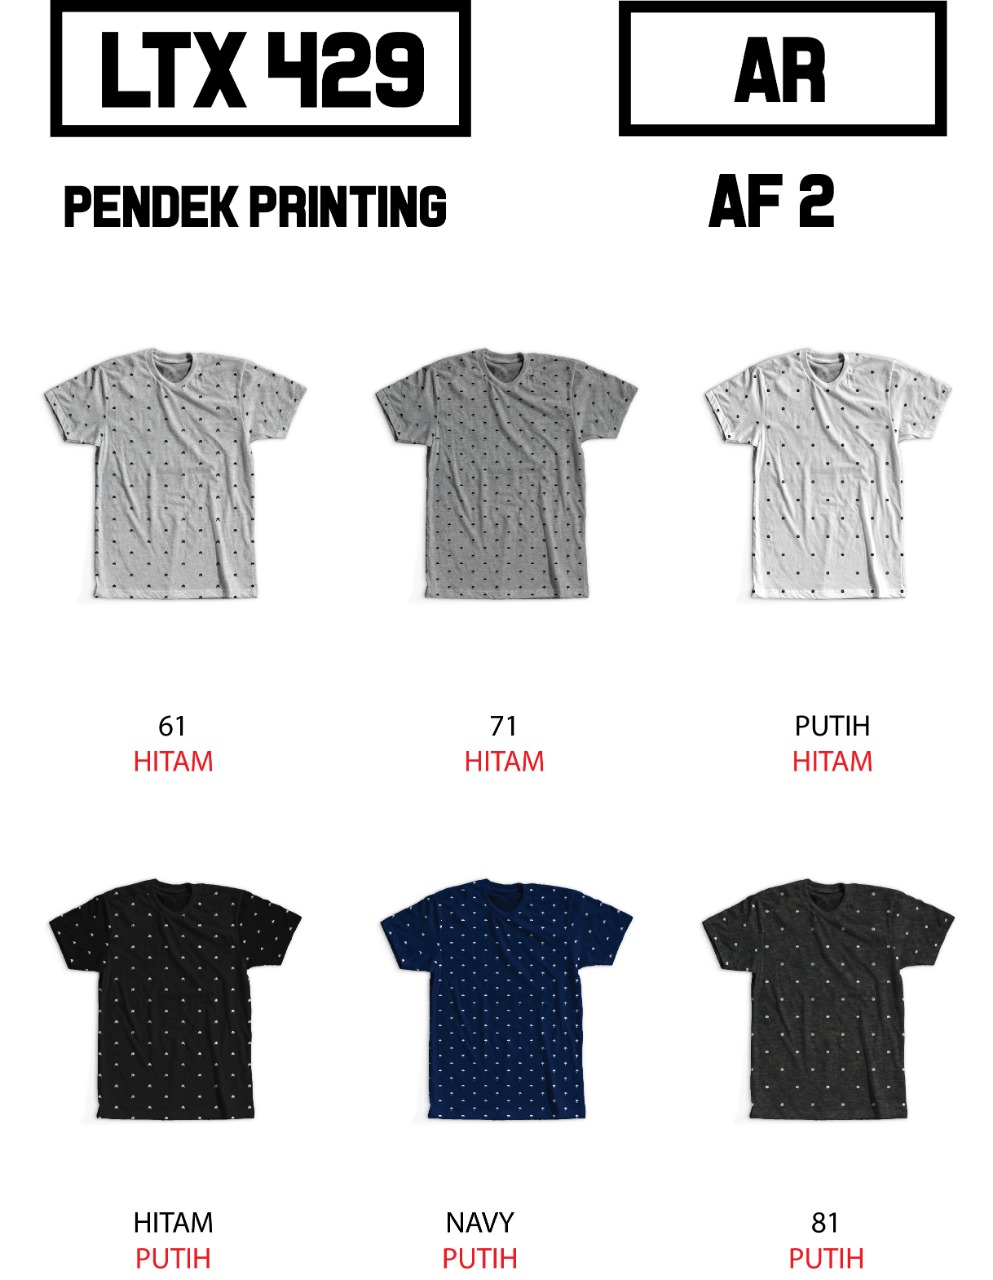 LTX 429
AR
PENDEK PRINTING
AF 2
61
HITAM
71
HITAM
PUTIH
HITAM
HITAM
PUTIH
NAVY
PUTIH
81
PUTIH